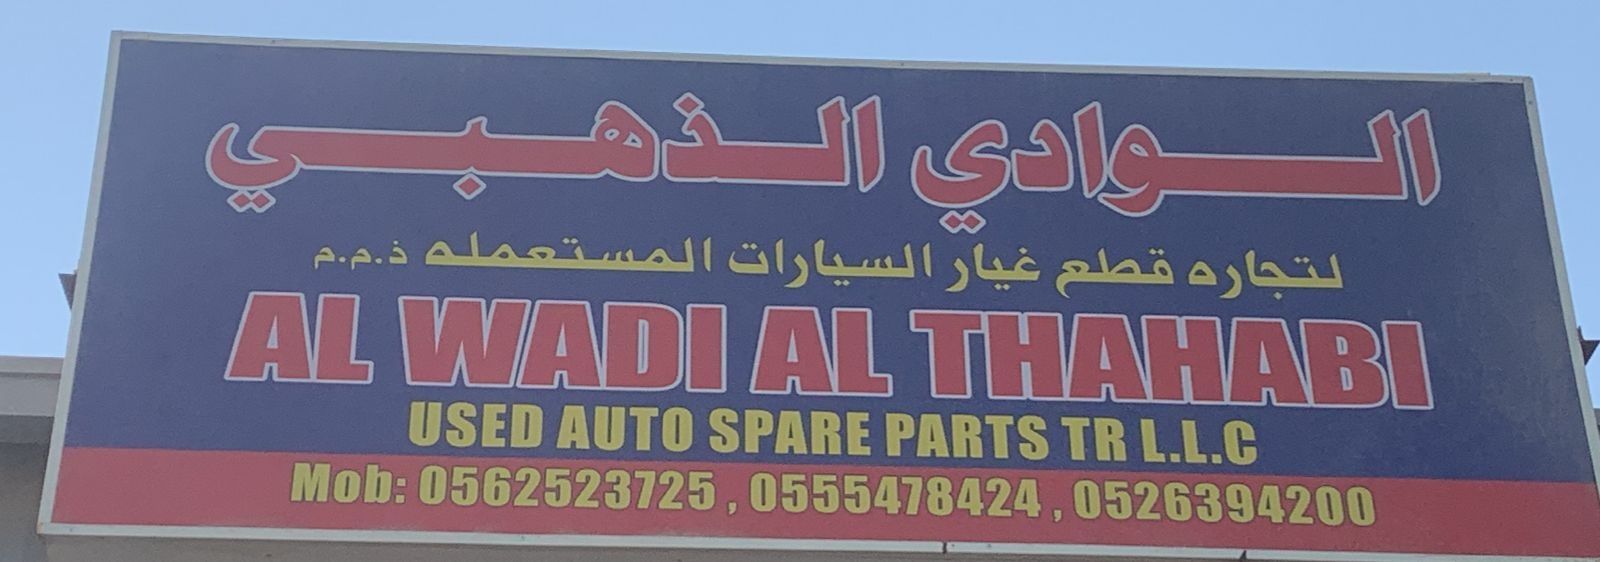 الوادي الذهبي
لتجاره قطع غيار السيارات المستعمله ذ.م.م
AL WADI AL THAHABI
USED AUTO SPARE PARTS TR L.L.C
Mob: 0562523725 , 0555478424 , 0526394200